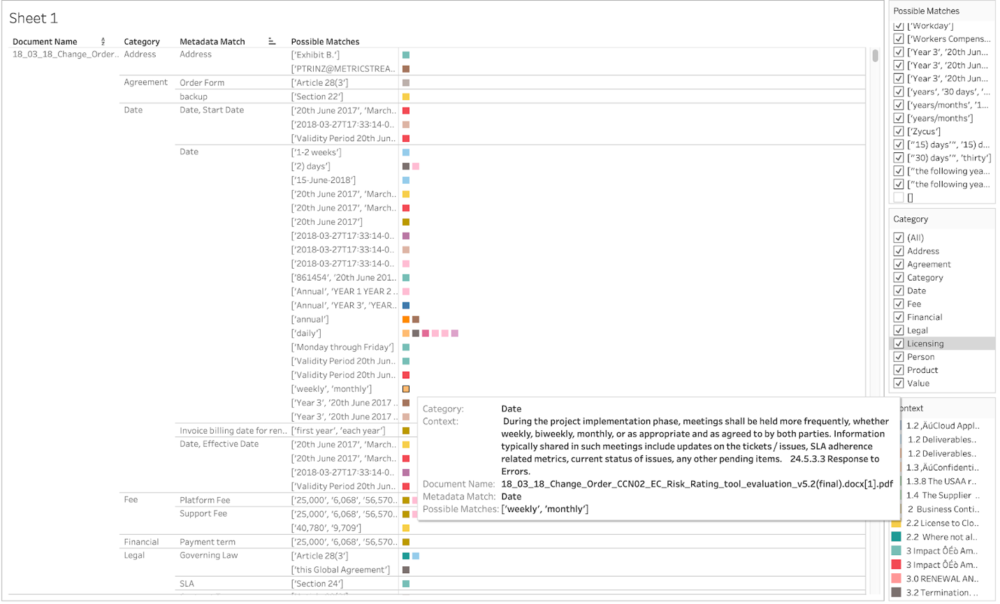 Sheet 1
Document Name Category Metadata Match Possible Matches
18_03_18_Change_Order.. Address Address ['Exhibit B.']
['PTRINZ@METRICSTREA..
Agreement Order Form ['Article 28(3']
backup ['Section 22']
Date Date, Start Date ['20th June 2017', 'March..
['2018-03-27T17:33:14-0..
['Validity Period 20th Jun..
Date ['1-2 weeks']
['2) days']
['15-June-2018']
['20th June 2017', 'March..
['20th June 2017', 'March..
['20th June 2017']
['2018-03-27T17:33:14-0..
['2018-03-27T17:33:14-0..
['2018-03-27T17:33:14-0..
['861454', '20th June 201..
['Annual', 'YEAR 1 YEAR 2 ..
['Annual', 'YEAR 3', 'YEAR..
['annual']
['daily']
['Monday through Friday']
['Validity Period 20th Jun..
['Validity Period 20th Jun..
['weekly', 'monthly']
['Year 3', '20th June 2017 ..
['Year 3', '20th June 2017 ..
Invoice billing date for ren.. ['first year', 'each year']
Date, Effective Date ['20th June 2017', 'March..
['20th June 2017', 'March..
['2018-03-27T17:33:14-0..
['Validity Period 20th Jun..
Fee Platform Fee ['25,000', '6,068', '56,570..
Support Fee ['25,000', '6,068', '56,570..
['40,780', '9,709']
Financial Payment term ['25,000', '6,068', '56,570..
Legal Governing Law ['Article 28(3']
['this Global Agreement']
SLA ['Section 24']
Category: Date
Context: During the project implementation phase, meetings shall be held more frequently, whether
weekly, biweekly, monthly, or as appropriate and as agreed to by both parties. Information
typically shared in such meetings include updates on the tickets / issues, SLA adherence
related metrics, current status of issues, any other pending items. 24.5.3.3 Response to
Errors.
Document Name: 18_03_18_Change_Order_CCN02_EC_Risk_Rating_tool_evaluation_v5.2(final).docx[1].pdf
Metadata Match: Date
Possible Matches: ['weekly', 'monthly']
Possible Matches
['Workday']
['Workers Compens...
['Year 3', '20th Jun...
['Year 3', '20th Jun...
['Year 3', '20th Jun...
['years', '30 days', '...
['years/months', '1...
['years/months']
['Zycus']
["15) days'", '15) d...
["30) days'", 'thirty']
["the following yea...
["the following yea...
[]
Category
(All)
Address
Agreement
Category
Date
Fee
Financial
Legal
Licensing
Person
Product
Value
ontext
1.2 ‚ÄúCloud Appl..
1.2 Deliverables..
1.2 Deliverables..
1.3 ‚ÄúConfidenti..
1.3.8 The USAA r..
1.4 The Supplier ..
2 Business Conti..
2.2 License to Clo..
2.2 Where not al..
3 Impact ÔÉò Am..
3 Impact ÔÉò Am..
3.0 RENEWAL AN..
3.2 Termination. ..